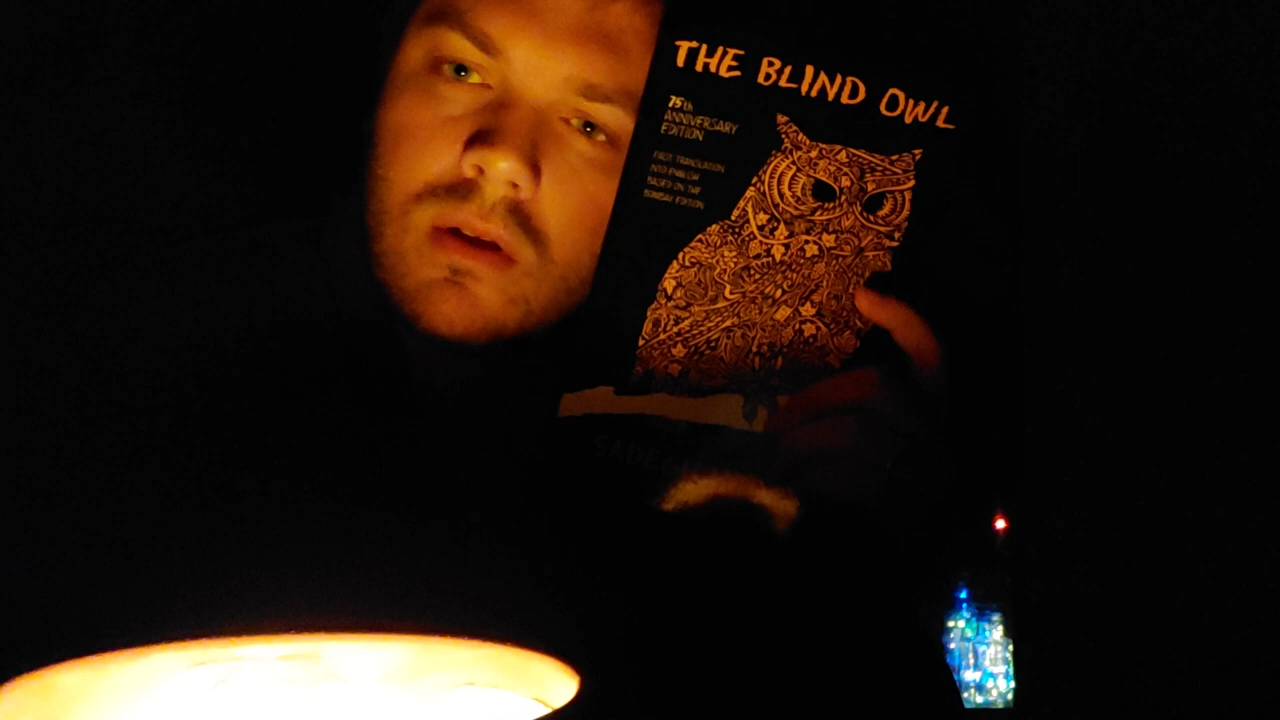 THE BLIND OWL
75th
ANNIVERSARY
EDITION
FIRST TRANSLATION
INTO ENGLISH
BASED ON THE
BOMBAY EDITION